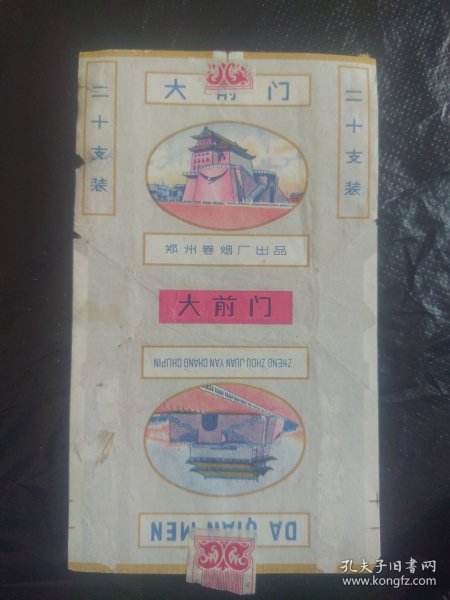 大前门
二十支装
二十支装
郑州卷烟厂出品
大前门
ZHENG ZHOU JUAN YAN CHANG CHUPIN
DA QIAN MEN
孔夫子旧书网
www.kongfz.com